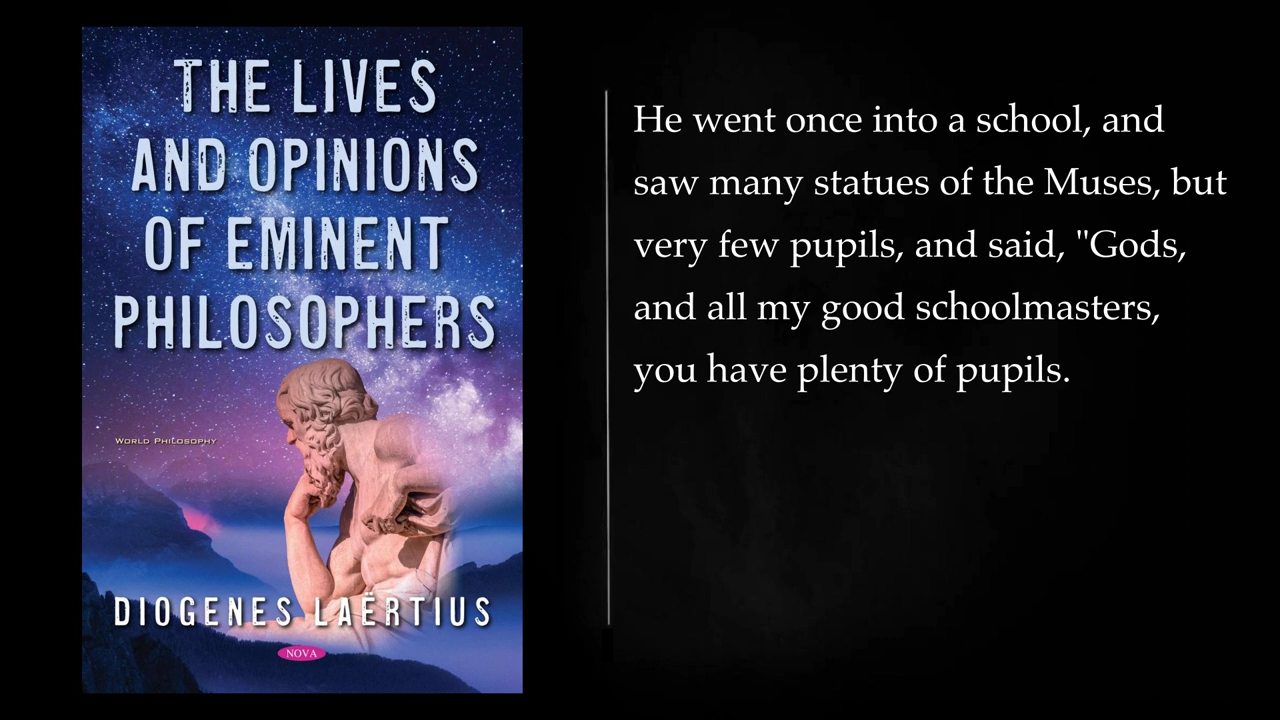 THE LIVES
AND OPINIONS
OF EMINENT
PHILOSOPHERS
WORLD PHILOSOPHY
DIOGENES LAËRTIUS
NOVA
He went once into a school, and
saw many statues of the Muses, but
very few pupils, and said, "Gods,
and all my good schoolmasters,
you have plenty of pupils.